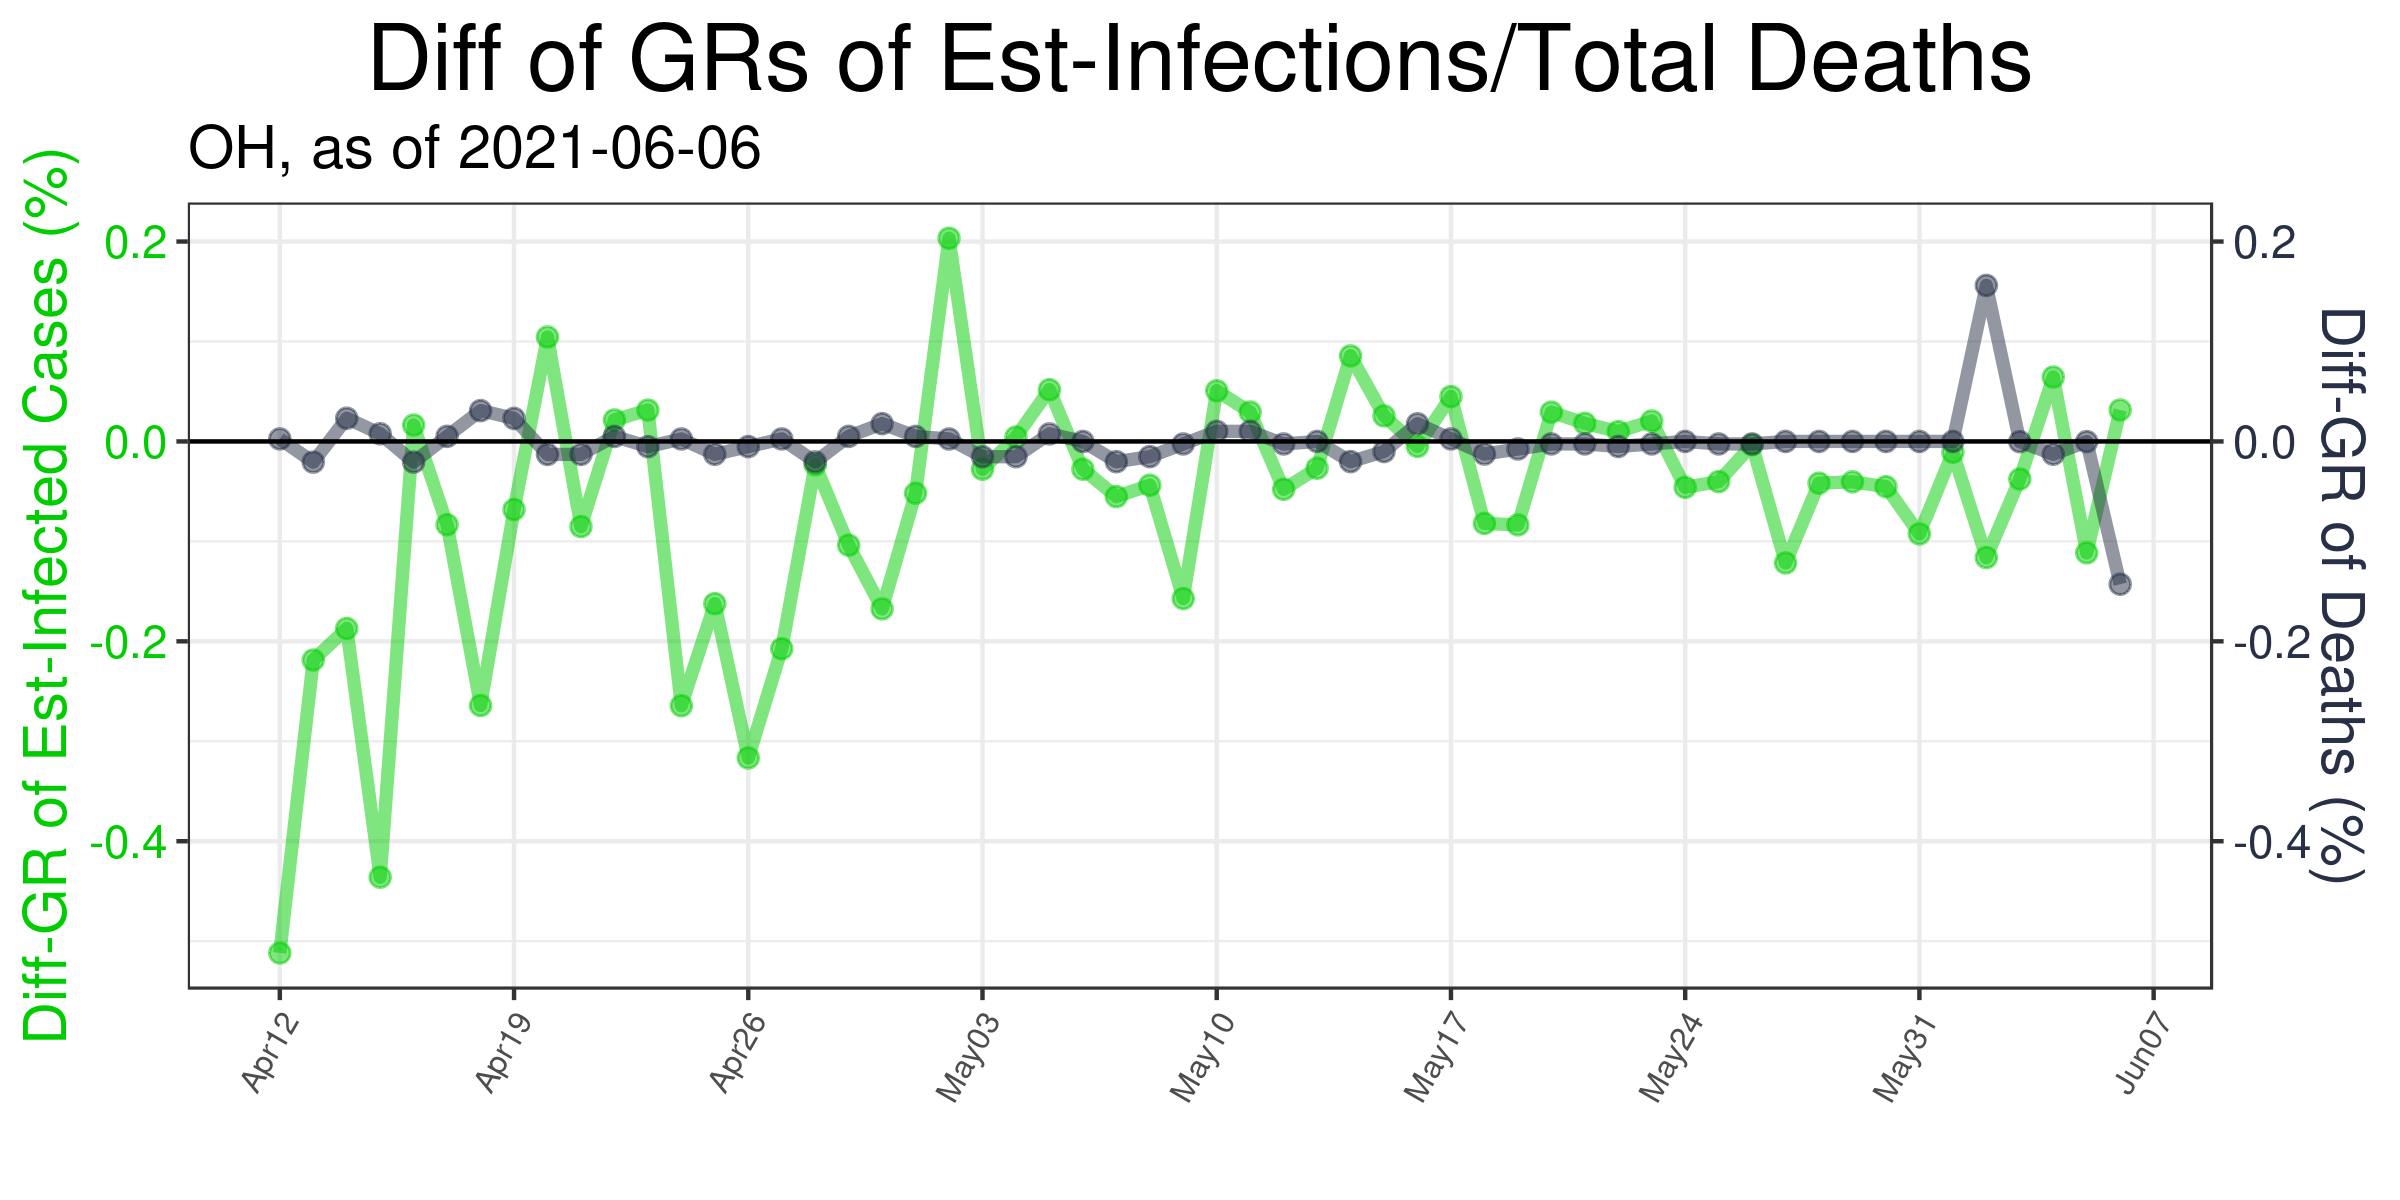 Diff of GRs of Est-Infections/Total Deaths
OH, as of 2021-06-06
Diff-GR of Est-Infected Cases (%)
0.2
0.0
-0.2
-0.4
0.2
0.0
-0.2
-0.4
Diff-GR of Deaths (%)
Apr12
Apr19
Apr26
May03
May10
May17
May24
May31
Jun07